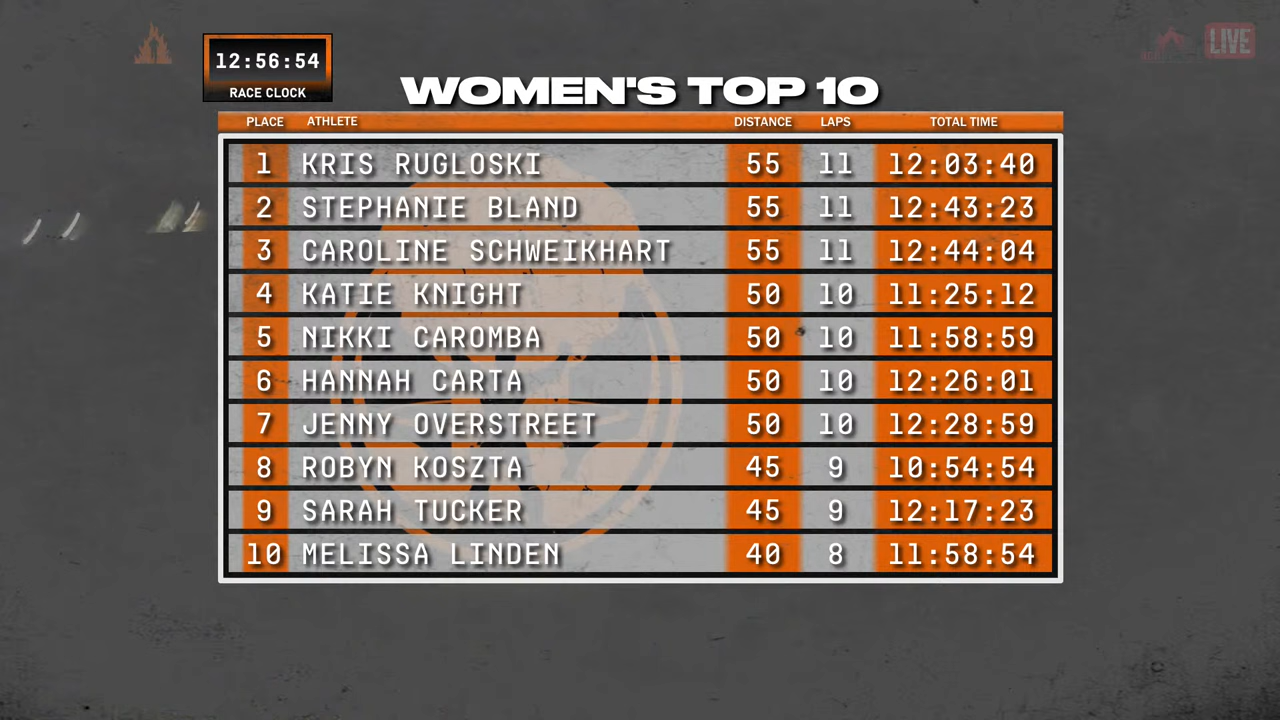 12:56:54
RACE CLOCK
LIVE
WOMEN'S TOP 10
PLACE ATHLETE DISTANCE LAPS TOTAL TIME
1 KRIS RUGLOSKI 55 11 12:03:40
2 STEPHANIE BLAND 55 11 12:43:23
3 CAROLINE SCHWEIKHART 55 11 12:44:04
4 KATIE KNIGHT 50 10 11:25:12
5 NIKKI CAROMBA 50 10 11:58:59
6 HANNAH CARTA 50 10 12:26:01
7 JENNY OVERSTREET 50 10 12:28:59
8 ROBYN KOSZTA 45 9 10:54:54
9 SARAH TUCKER 45 9 12:17:23
10 MELISSA LINDEN 40 8 11:58:54